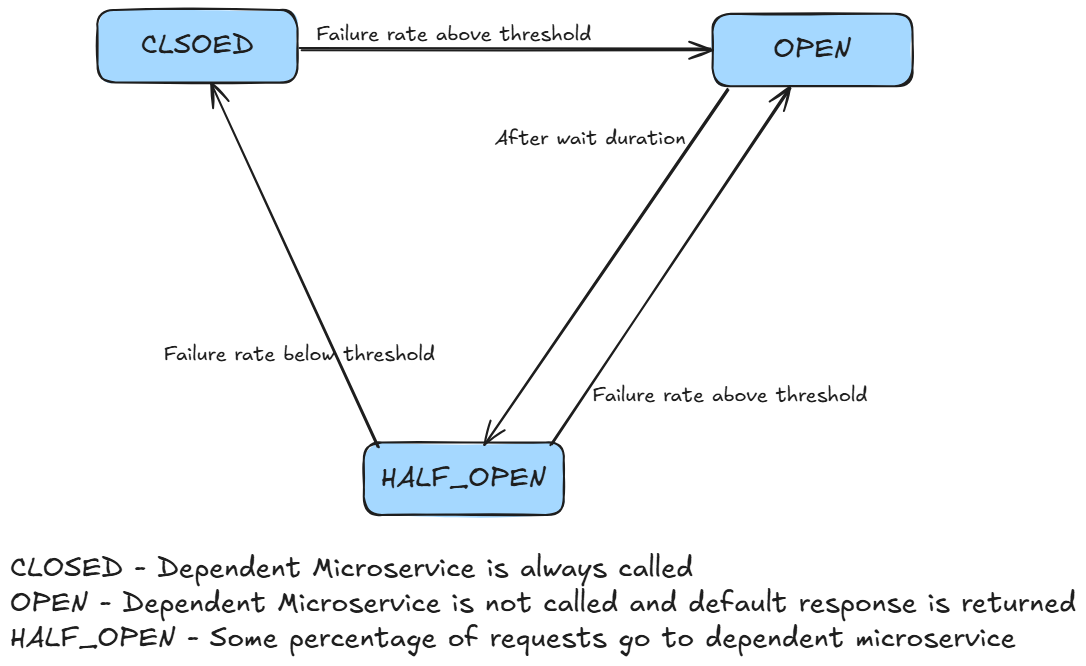 CLSOED
Failure rate above threshold
OPEN
After wait duration
Failure rate below threshold
Failure rate above threshold
HALF_OPEN
CLOSED - Dependent Microservice is always called
OPEN - Dependent Microservice is not called and default response is returned
HALF_OPEN - Some percentage of requests go to dependent microservice